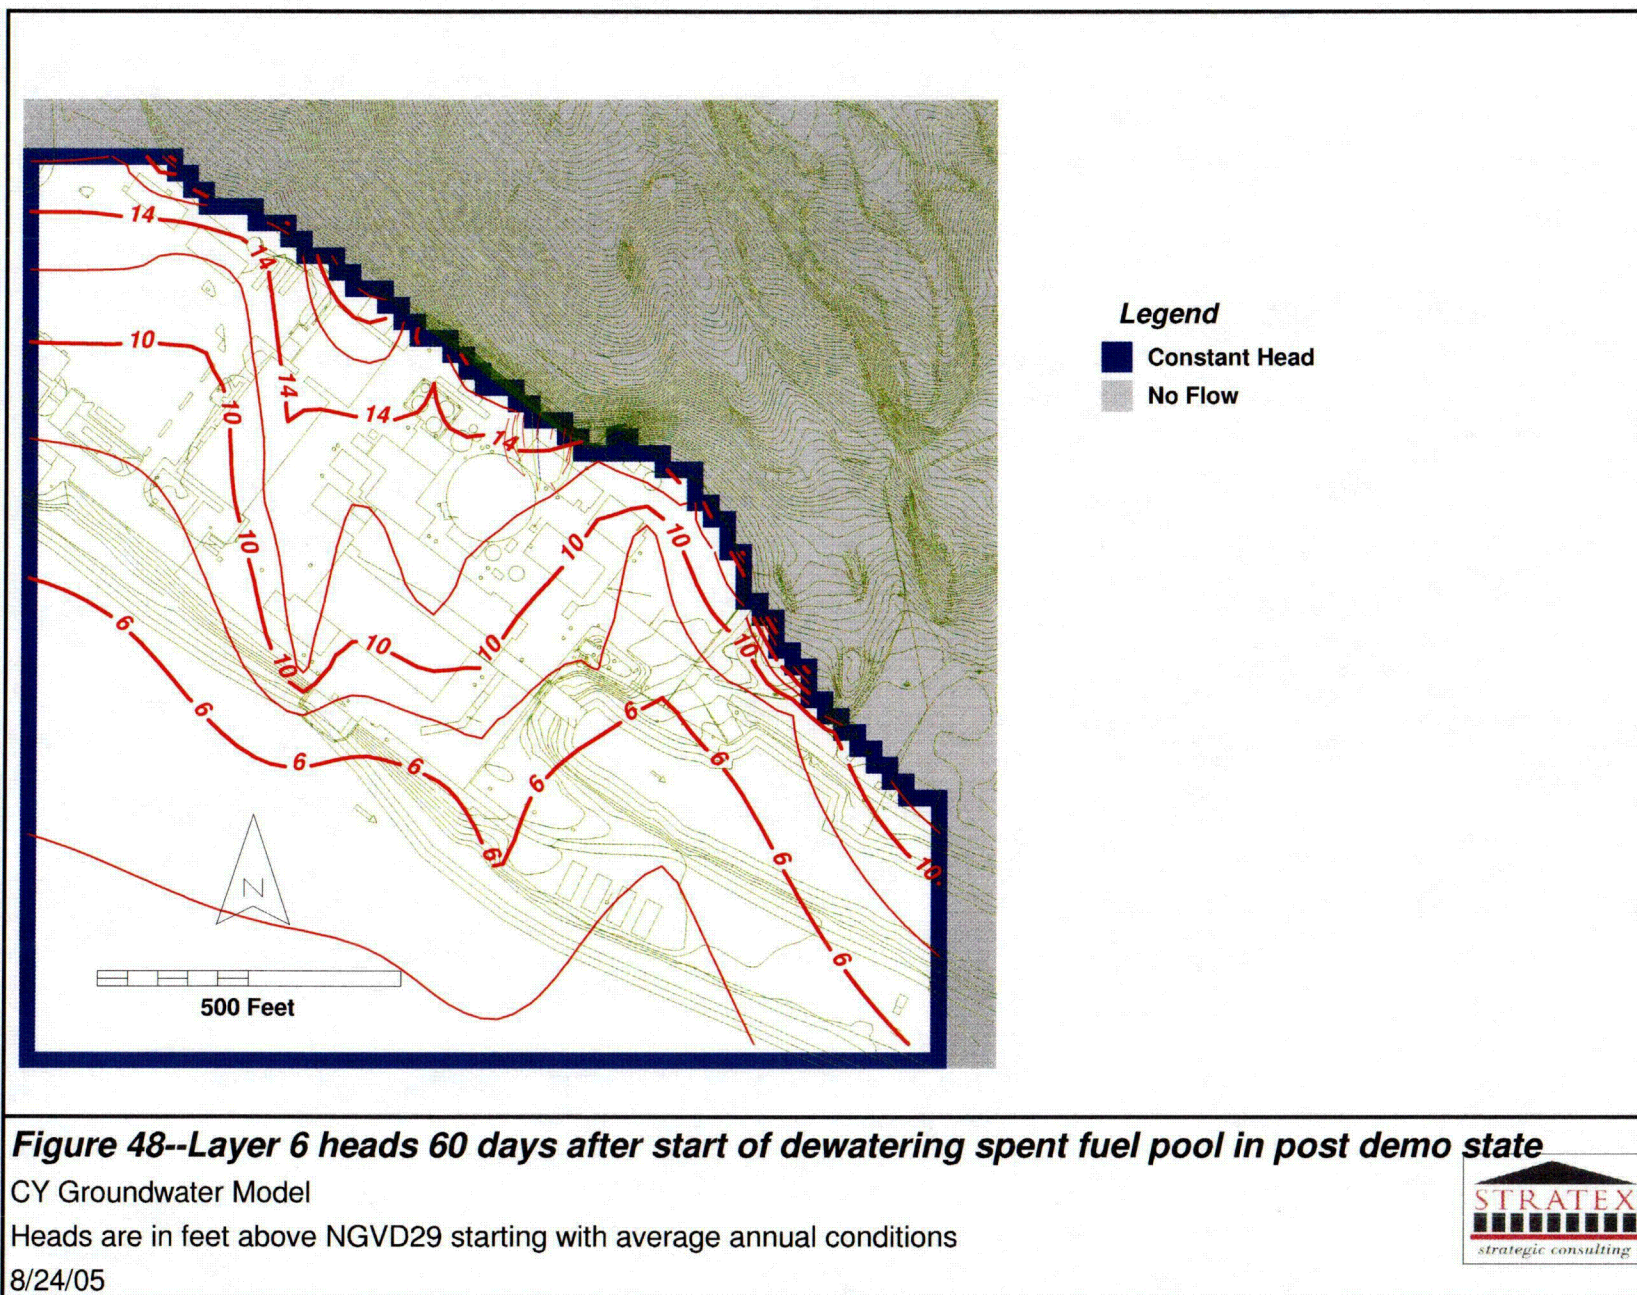 14
14
10
14
14
10
14
10
10
10
10
10
10
10
6
6
6
6
6
6
6
6
6
10.
6
N
500 Feet
Legend
Constant Head
No Flow
Figure 48--Layer 6 heads 60 days after start of dewatering spent fuel pool in post demo state
CY Groundwater Model
Heads are in feet above NGVD29 starting with average annual conditions
8/24/05
STRATEX
strategic consulting